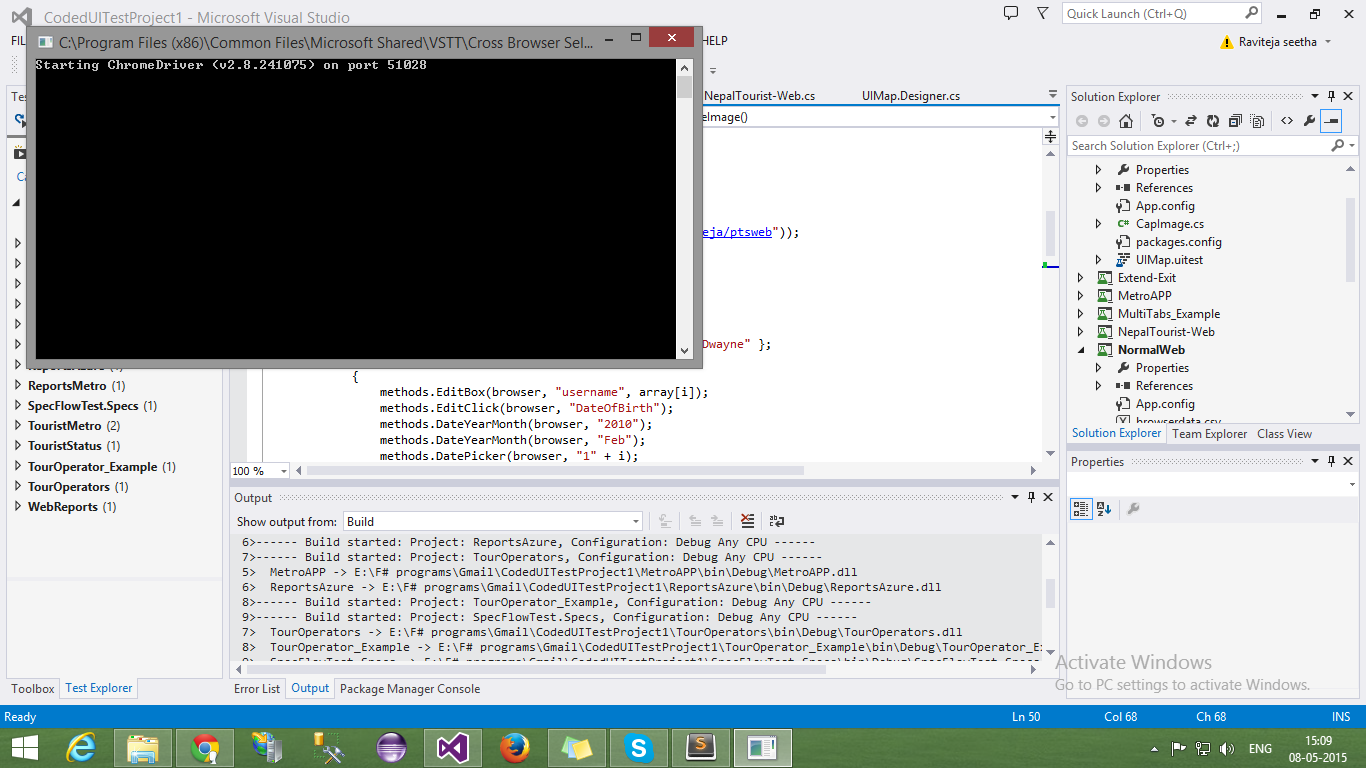 CodedUITestProject1 - Microsoft Visual Studio
Quick Launch (Ctrl+Q)
HELP
Raviteja seetha
C:\Program Files (x86)\Common Files\Microsoft Shared\VSTT\Cross Browser Sel...
Starting ChromeDriver (v2.8.241075) on port 51028
NepalTourist-Web.cs
UIMap.Designer.cs
eImage()
eja/ptsweb"));
Dwayne" };
{
methods.EditBox(browser, "username", array[i]);
methods.EditClick(browser, "DateOfBirth");
methods.DateYearMonth(browser, "2010");
methods.DateYearMonth(browser, "Feb");
methods.DatePicker(browser, "1" + i);
100 %
ReportsMetro (1)
SpecFlowTest.Specs (1)
TouristMetro (2)
TouristStatus (1)
TourOperator_Example (1)
TourOperators (1)
WebReports (1)
Toolbox
Test Explorer
Output
Show output from: Build
6>------ Build started: Project: ReportsAzure, Configuration: Debug Any CPU ------
7>------ Build started: Project: TourOperators, Configuration: Debug Any CPU ------
5> MetroAPP -> E:\F# programs\Gmail\CodedUITestProject1\MetroAPP\bin\Debug\MetroAPP.dll
6> ReportsAzure -> E:\F# programs\Gmail\CodedUITestProject1\ReportsAzure\bin\Debug\ReportsAzure.dll
8>------ Build started: Project: TourOperator_Example, Configuration: Debug Any CPU ------
9>------ Build started: Project: SpecFlowTest.Specs, Configuration: Debug Any CPU ------
7> TourOperators -> E:\F# programs\Gmail\CodedUITestProject1\TourOperators\bin\Debug\TourOperators.dll
8> TourOperator_Example -> E:\F# programs\Gmail\CodedUITestProject1\TourOperator_Example\bin\Debug\TourOperator_Ex
Error List
Output
Package Manager Console
Solution Explorer
Search Solution Explorer (Ctrl+;)
Properties
References
App.config
CapImage.cs
packages.config
UIMap.uitest
Extend-Exit
MetroAPP
MultiTabs_Example
NepalTourist-Web
NormalWeb
Properties
References
App.config
browserdata.csv
Solution Explorer
Team Explorer
Class View
Properties
Activate Windows
Go to PC settings to activate Windows.
Ready
Ln 50
Col 68
Ch 68
INS
ENG
15:09
08-05-2015